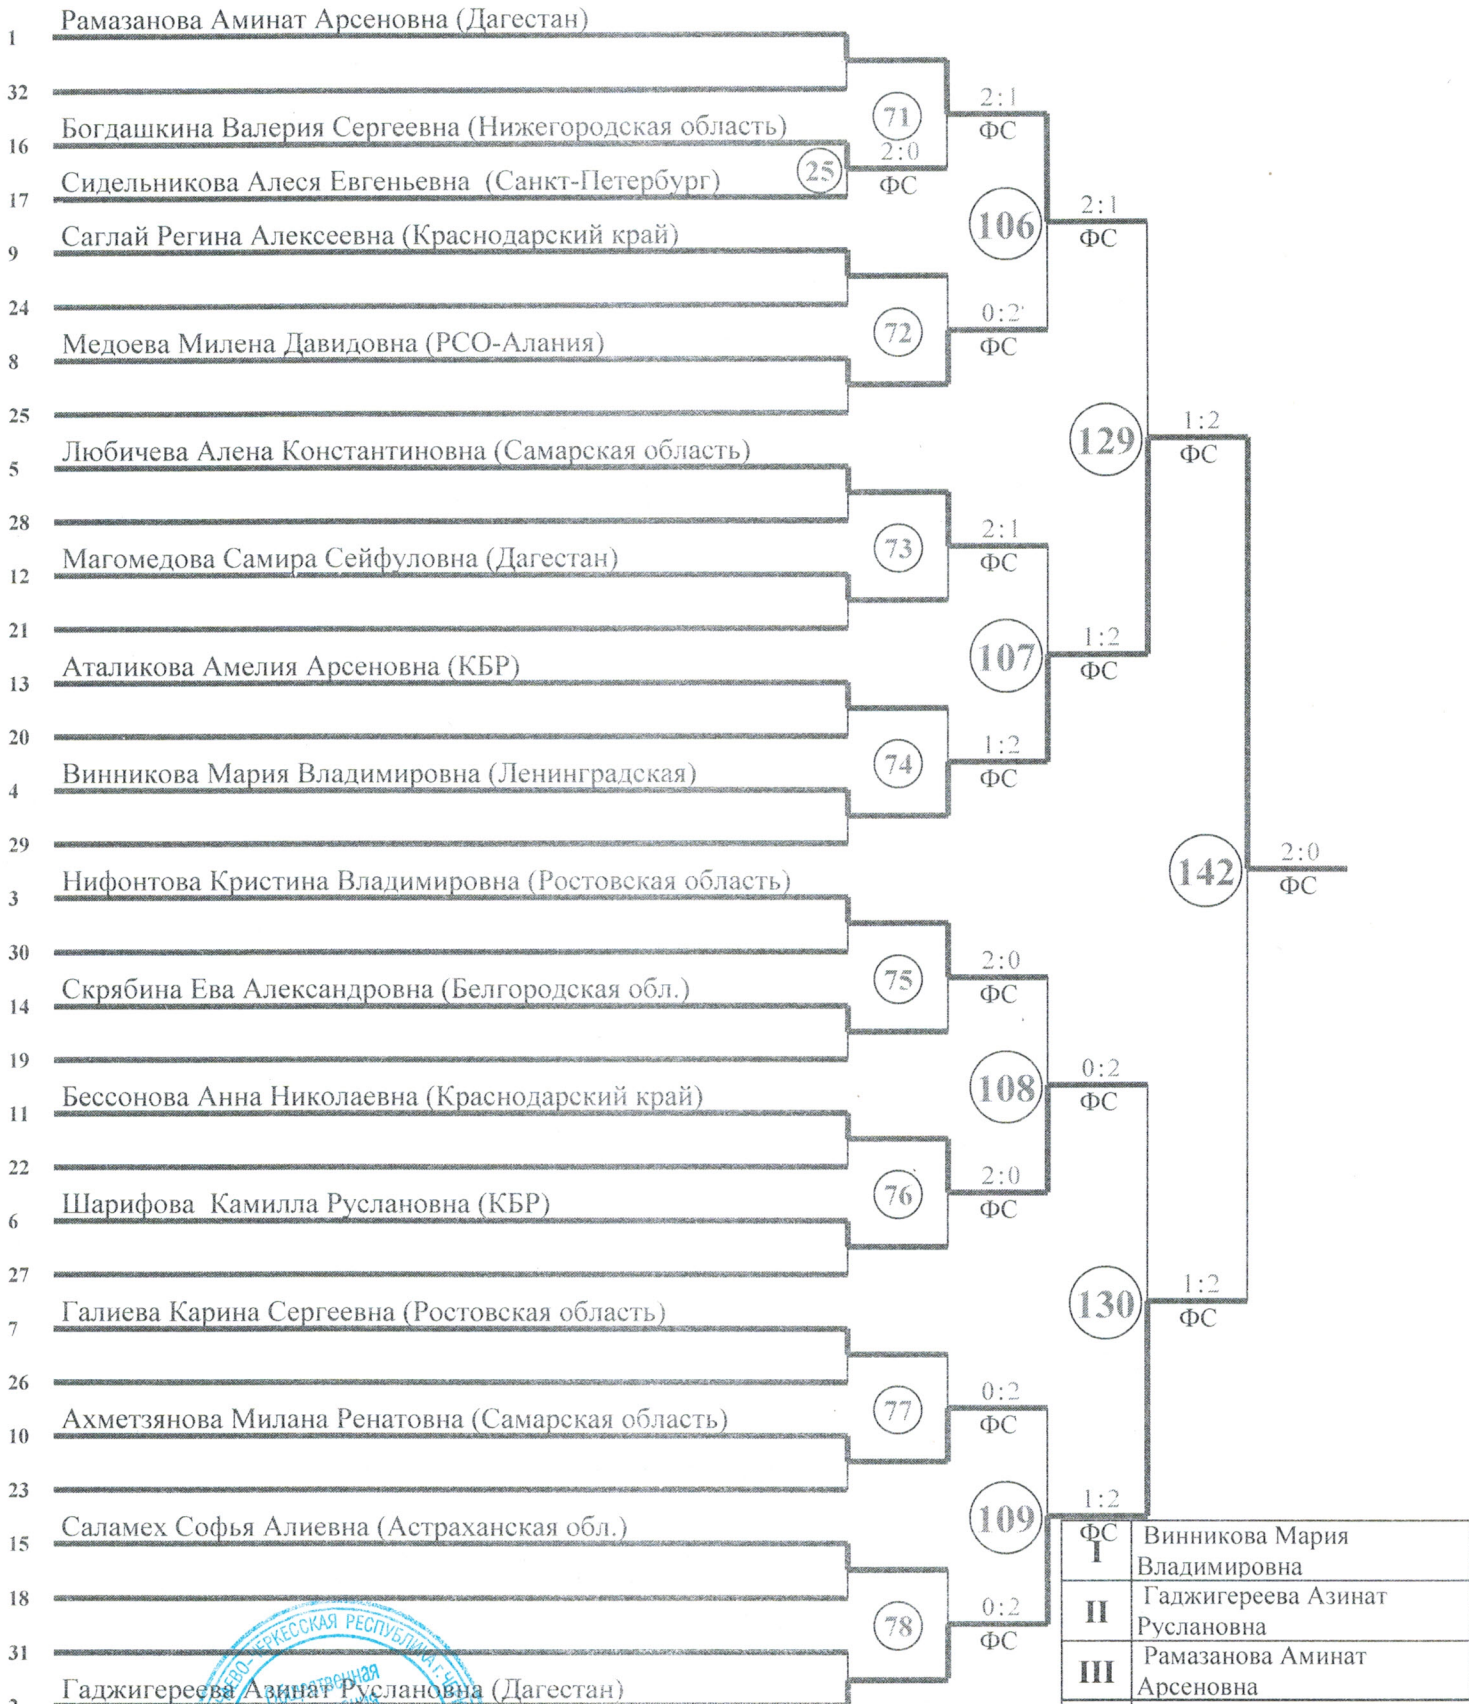 Рамазанова Аминат Арсеновна (Дагестан)
1
32
Богдашкина Валерия Сергеевна (Нижегородская область)
16
Сидельникова Алеся Евгеньевна (Санкт-Петербург)
17
Саглай Регина Алексеевна (Краснодарский край)
9
24
Медоева Милена Давидовна (РСО-Алания)
8
25
Любичева Алена Константиновна (Самарская область)
5
28
Магомедова Самира Сейфуловна (Дагестан)
12
21
Аталикова Амелия Арсеновна (КБР)
13
20
Винникова Мария Владимировна (Ленинградская)
4
29
Нифонтова Кристина Владимировна (Ростовская область)
3
30
Скрябина Ева Александровна (Белгородская обл.)
14
19
Бессонова Анна Николаевна (Краснодарский край)
11
22
Шарифова Камилла Руслановна (КБР)
6
27
Галиева Карина Сергеевна (Ростовская область)
7
26
Ахметзянова Милана Ренатовна (Самарская область)
10
23
Саламех Софья Алиевна (Астраханская обл.)
15
18
31
Гаджигереева Азинат Руслановна (Дагестан)
25
2:0
ФС
71
2:1
ФС
72
0:2
ФС
73
2:1
ФС
74
1:2
ФС
75
2:0
ФС
76
2:0
ФС
77
0:2
ФС
78
0:2
ФС
106
2:1
ФС
107
1:2
ФС
108
0:2
ФС
109
1:2
ФС
129
1:2
ФС
130
1:2
ФС
142
2:0
ФС
I Винникова Мария
Владимировна
II Гаджигереева Азинат
Руслановна
III Рамазанова Аминат
Арсеновна
ЧЕРКЕССКАЯ РЕСПУБЛИКА